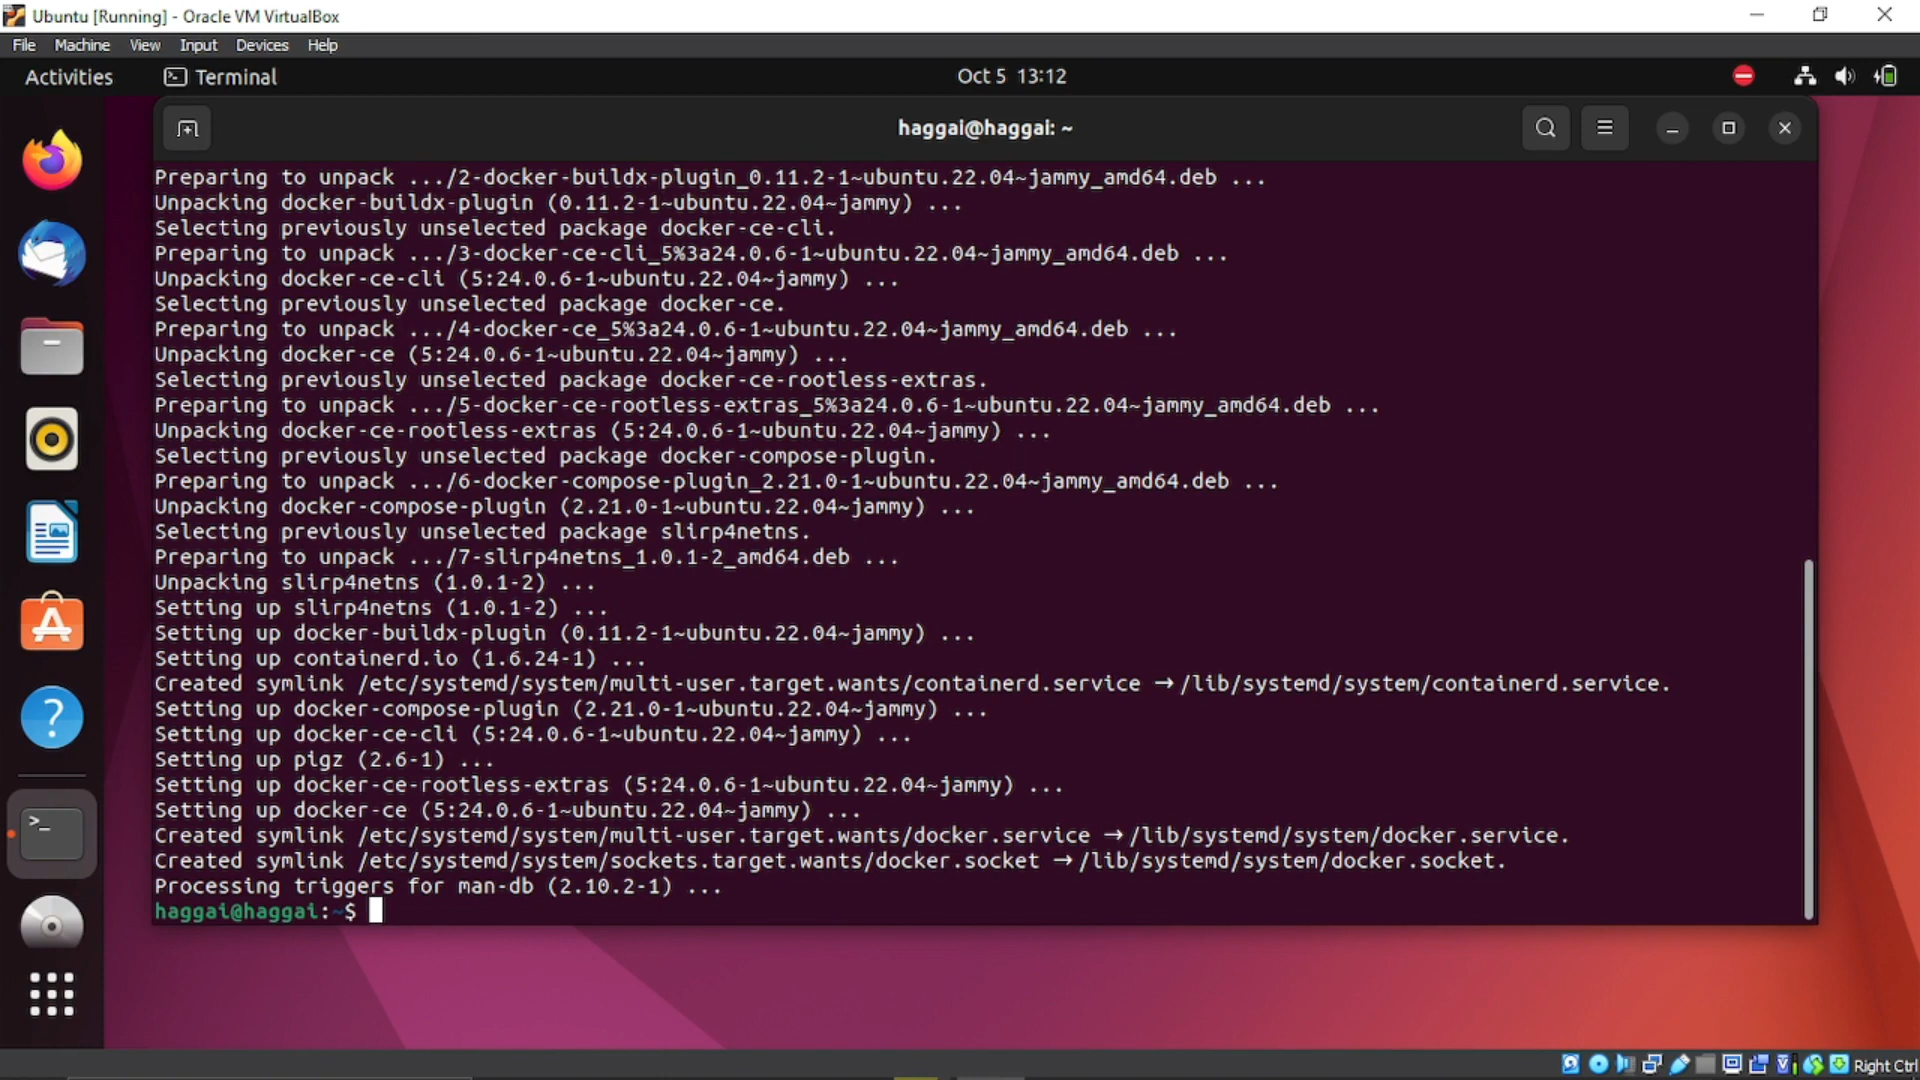 Ubuntu [Running] - Oracle VM VirtualBox
File Machine View Input Devices Help
Activities Terminal Oct 5 13:12
haggai@haggai: ~
Preparing to unpack .../2-docker-buildx-plugin_0.11.2-1~ubuntu.22.04~jammy_amd64.deb ...
Unpacking docker-buildx-plugin (0.11.2-1~ubuntu.22.04~jammy) ...
Selecting previously unselected package docker-ce-cli.
Preparing to unpack .../3-docker-ce-cli_5%3a24.0.6-1~ubuntu.22.04~jammy_amd64.deb ...
Unpacking docker-ce-cli (5:24.0.6-1~ubuntu.22.04~jammy) ...
Selecting previously unselected package docker-ce.
Preparing to unpack .../4-docker-ce_5%3a24.0.6-1~ubuntu.22.04~jammy_amd64.deb ...
Unpacking docker-ce (5:24.0.6-1~ubuntu.22.04~jammy) ...
Selecting previously unselected package docker-ce-rootless-extras.
Preparing to unpack .../5-docker-ce-rootless-extras_5%3a24.0.6-1~ubuntu.22.04~jammy_amd64.deb ...
Unpacking docker-ce-rootless-extras (5:24.0.6-1~ubuntu.22.04~jammy) ...
Selecting previously unselected package docker-compose-plugin.
Preparing to unpack .../6-docker-compose-plugin_2.21.0-1~ubuntu.22.04~jammy_amd64.deb ...
Unpacking docker-compose-plugin (2.21.0-1~ubuntu.22.04~jammy) ...
Selecting previously unselected package slirp4netns.
Preparing to unpack .../7-slirp4netns_1.0.1-2_amd64.deb ...
Unpacking slirp4netns (1.0.1-2) ...
Setting up slirp4netns (1.0.1-2) ...
Setting up docker-buildx-plugin (0.11.2-1~ubuntu.22.04~jammy) ...
Setting up containerd.io (1.6.24-1) ...
Created symlink /etc/systemd/system/multi-user.target.wants/containerd.service → /lib/systemd/system/containerd.service.
Setting up docker-compose-plugin (2.21.0-1~ubuntu.22.04~jammy) ...
Setting up docker-ce-cli (5:24.0.6-1~ubuntu.22.04~jammy) ...
Setting up pigz (2.6-1) ...
Setting up docker-ce-rootless-extras (5:24.0.6-1~ubuntu.22.04~jammy) ...
Setting up docker-ce (5:24.0.6-1~ubuntu.22.04~jammy) ...
Created symlink /etc/systemd/system/multi-user.target.wants/docker.service → /lib/systemd/system/docker.service.
Created symlink /etc/systemd/system/sockets.target.wants/docker.socket → /lib/systemd/system/docker.socket.
Processing triggers for man-db (2.10.2-1) ...
haggai@haggai:~$
Right Ctrl